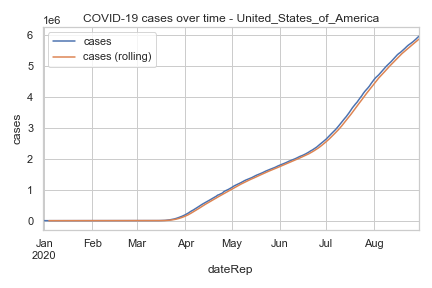 COVID-19 cases over time - United_States_of_America
1e6
cases
cases (rolling)
6
5
4
3
2
1
0
cases
Jan Feb Mar Apr May Jun Jul Aug
2020
dateRep